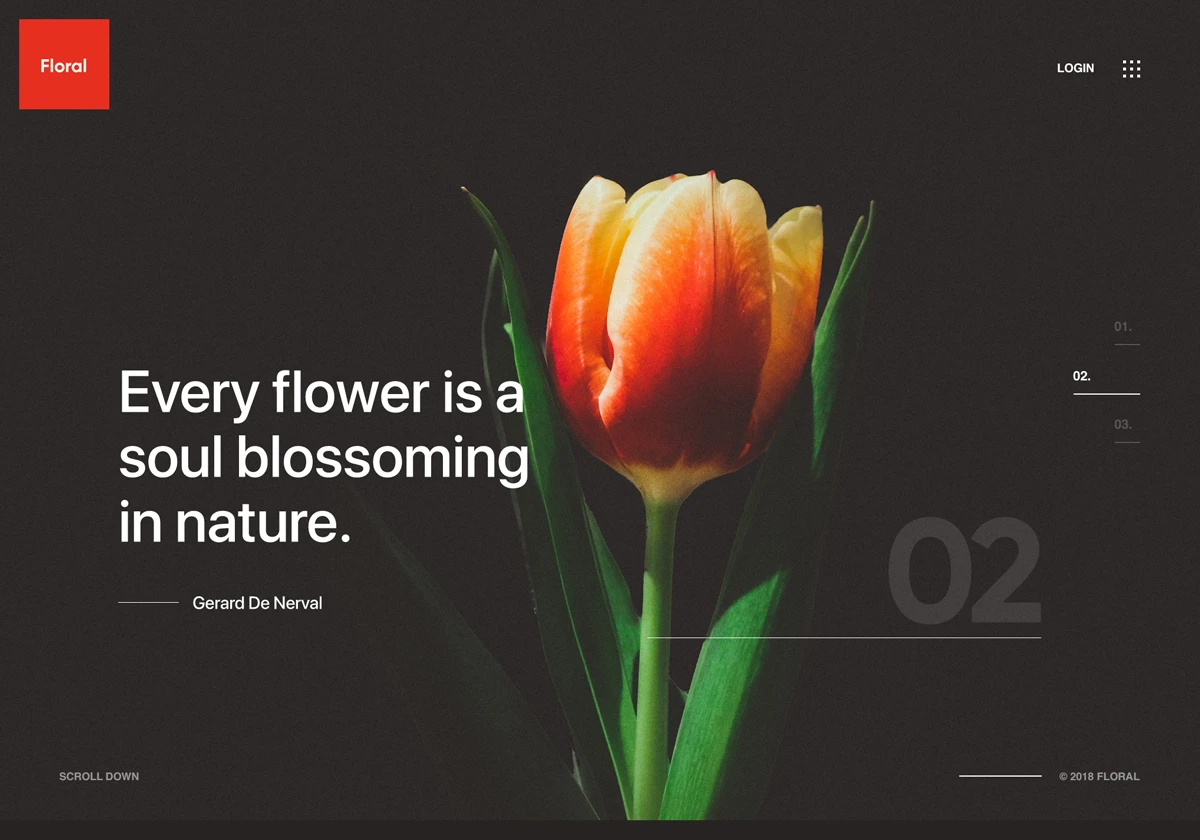 Floral
LOGIN
01.
02.
03.
Every flower is a
soul blossoming
in nature.
Gerard De Nerval
02
SCROLL DOWN
© 2018 FLORAL